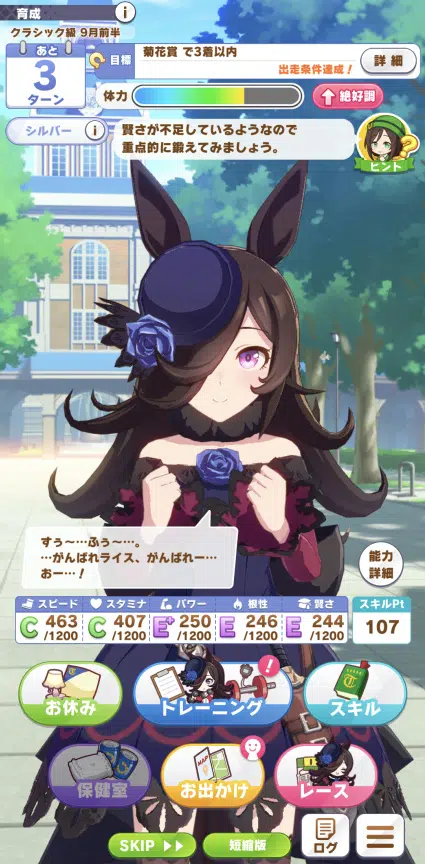 育成
i
クラシック級 9月前半
あと
3
ターン
目標
菊花賞 で3着以内
出走条件達成!
詳細
体力
絶好調
シルバー
i
賢さが不足しているようなので
重点的に鍛えてみましょう。
ヒント
すぅ~…ふぅ~…。
…がんばれライス、がんばれー…
おー…!
能力
詳細
スピード スタミナ パワー 根性 賢さ スキルPt
C 463 C 407 E+ 250 E 246 E 244 107
/1200 /1200 /1200 /1200 /1200
お休み
トレーニング
スキル
保健室
お出かけ
レース
SKIP
短縮版
ログ